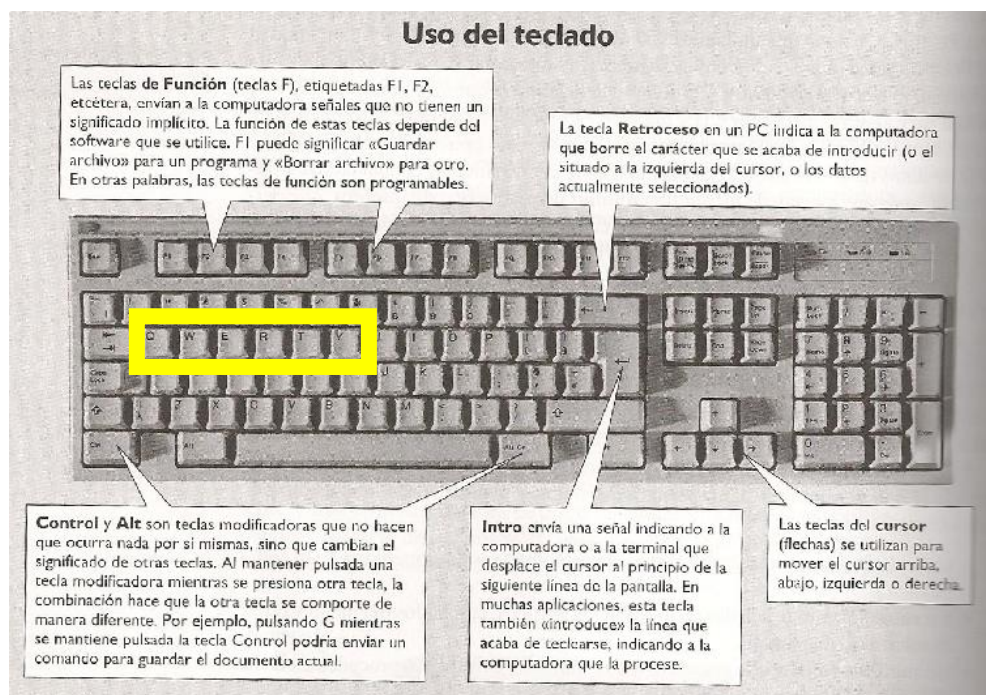 Uso del teclado
Las teclas de Función (teclas F), etiquetadas F1, F2,
etcétera, envían a la computadora señales que no tienen un
significado implícito. La función de estas teclas depende del
software que se utilice. F1 puede significar «Guardar
archivo» para un programa y «Borrar archivo» para otro.
En otras palabras, las teclas de función son programables.
La tecla Retroceso en un PC indica a la computadora
que borre el carácter que se acaba de introducir (o el
situado a la izquierda del cursor, o los datos
actualmente seleccionados).
Q W E R T Y I O P
J K L
Z X C V B N M
Alt
Control y Alt son teclas modificadoras que no hacen
que ocurra nada por si mismas, sino que cambian el
significado de otras teclas. Al mantener pulsada una
tecla modificadora mientras se presiona otra tecla, la
combinación hace que la otra tecla se comporte de
manera diferente. Por ejemplo, pulsando G mientras
se mantiene pulsada la tecla Control podría enviar un
comando para guardar el documento actual.
Intro envía una señal indicando a la
computadora o a la terminal que
desplace el cursor al principio de la
siguiente línea de la pantalla. En
muchas aplicaciones, esta tecla
también «introduce» la línea que
acaba de teclearse, indicando a la
computadora que la procese.
Las teclas del cursor
(flechas) se utilizan para
mover el cursor arriba,
abajo, izquierda o derecha.